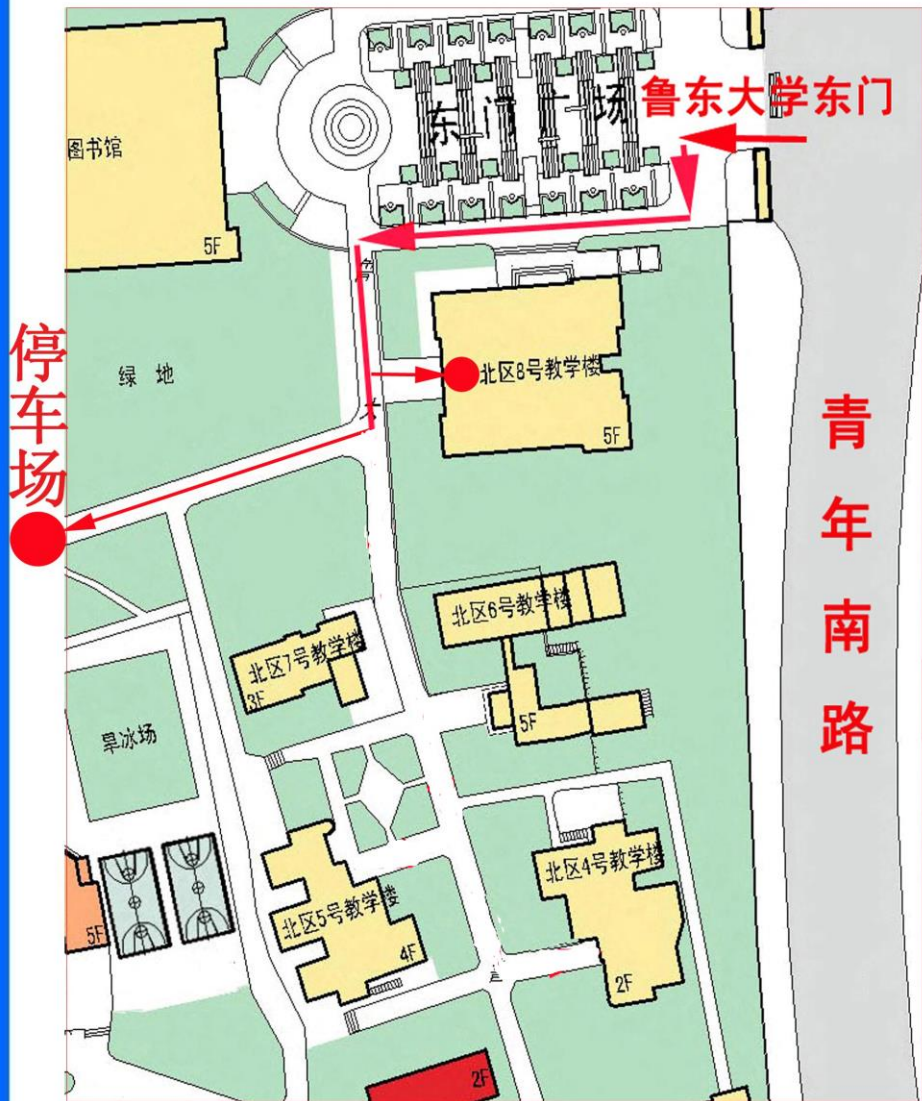 鲁东大学东门
东门广场
图书馆
5F
鲁
绿 地
北区8号教学楼
5F
大
停车场
青年南路
北区6号教学楼
5F
北区7号教学楼
3F
旱冰场
北区5号教学楼
4F
北区4号教学楼
2F
5F
2F